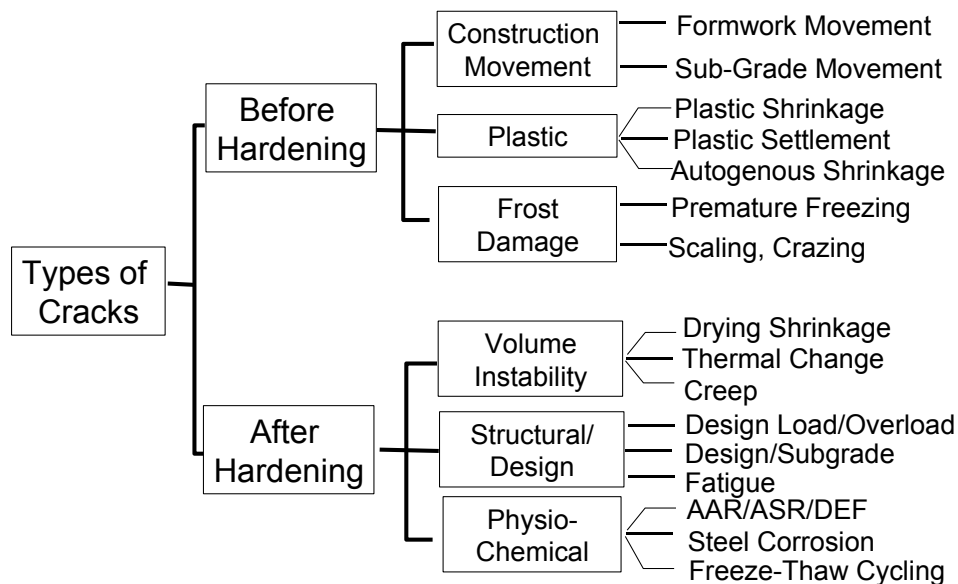 Types of
Cracks
Before
Hardening
Construction
Movement
Formwork Movement
Sub-Grade Movement
Plastic
Plastic Shrinkage
Plastic Settlement
Autogenous Shrinkage
Frost
Damage
Premature Freezing
Scaling, Crazing
After
Hardening
Volume
Instability
Drying Shrinkage
Thermal Change
Creep
Structural/
Design
Design Load/Overload
Design/Subgrade
Fatigue
Physio-
Chemical
AAR/ASR/DEF
Steel Corrosion
Freeze-Thaw Cycling